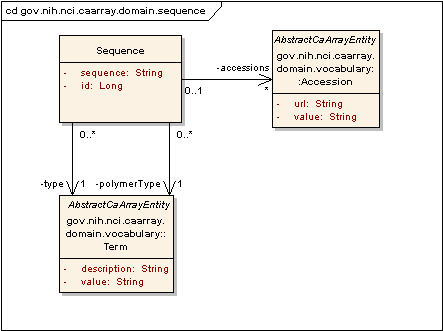 cd gov.nih.nci.caarray.domain.sequence
Sequence
- sequence: String
- id: Long
-accessions
0..1
*
AbstractCaArrayEntity
gov.nih.nci.caarray.
domain.vocabulary:
:Accession
- url: String
- value: String
0..*
0..*
-type
1
-polymerType
1
AbstractCaArrayEntity
gov.nih.nci.caarray.
domain.vocabulary::
Term
- description: String
- value: String